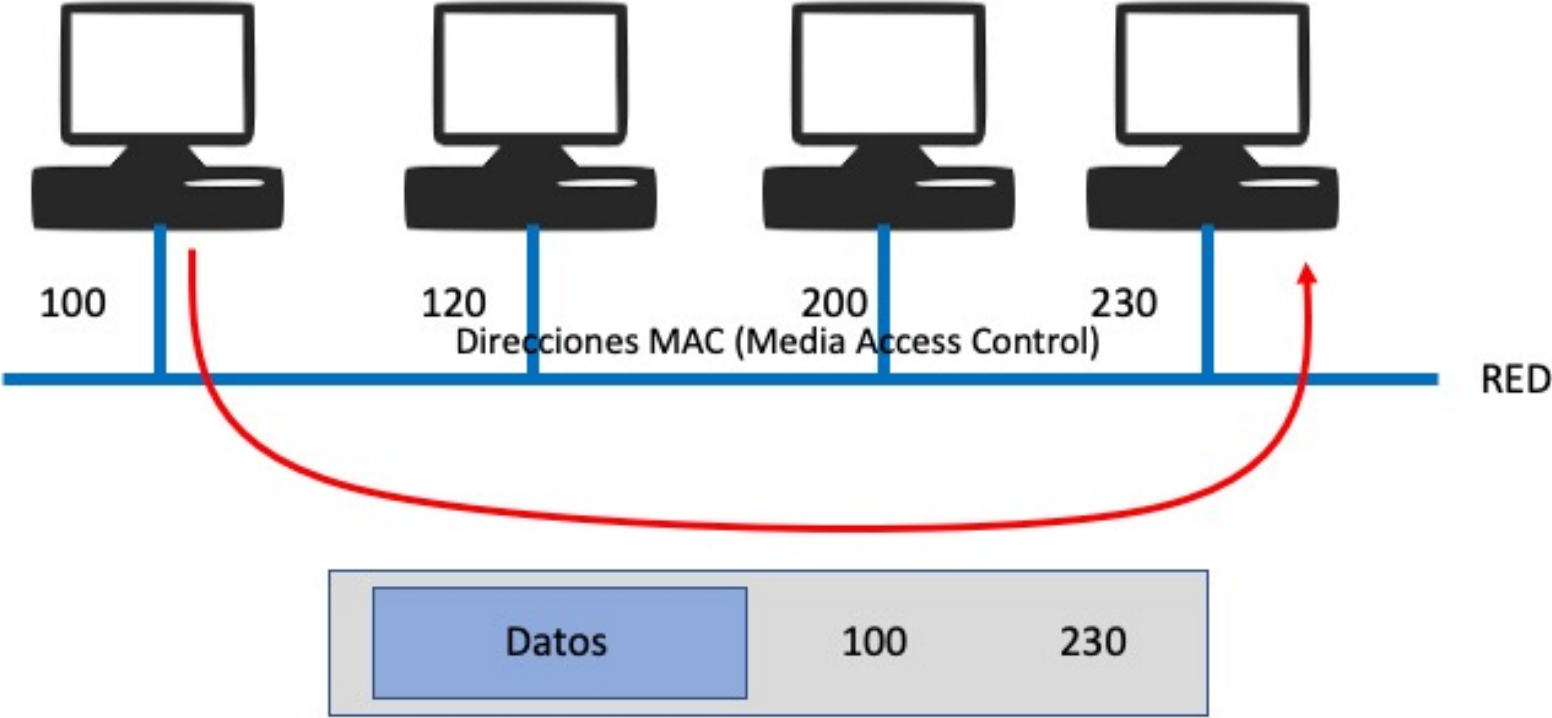 100 120 200 230
Direcciones MAC (Media Access Control)
RED
Datos 100 230